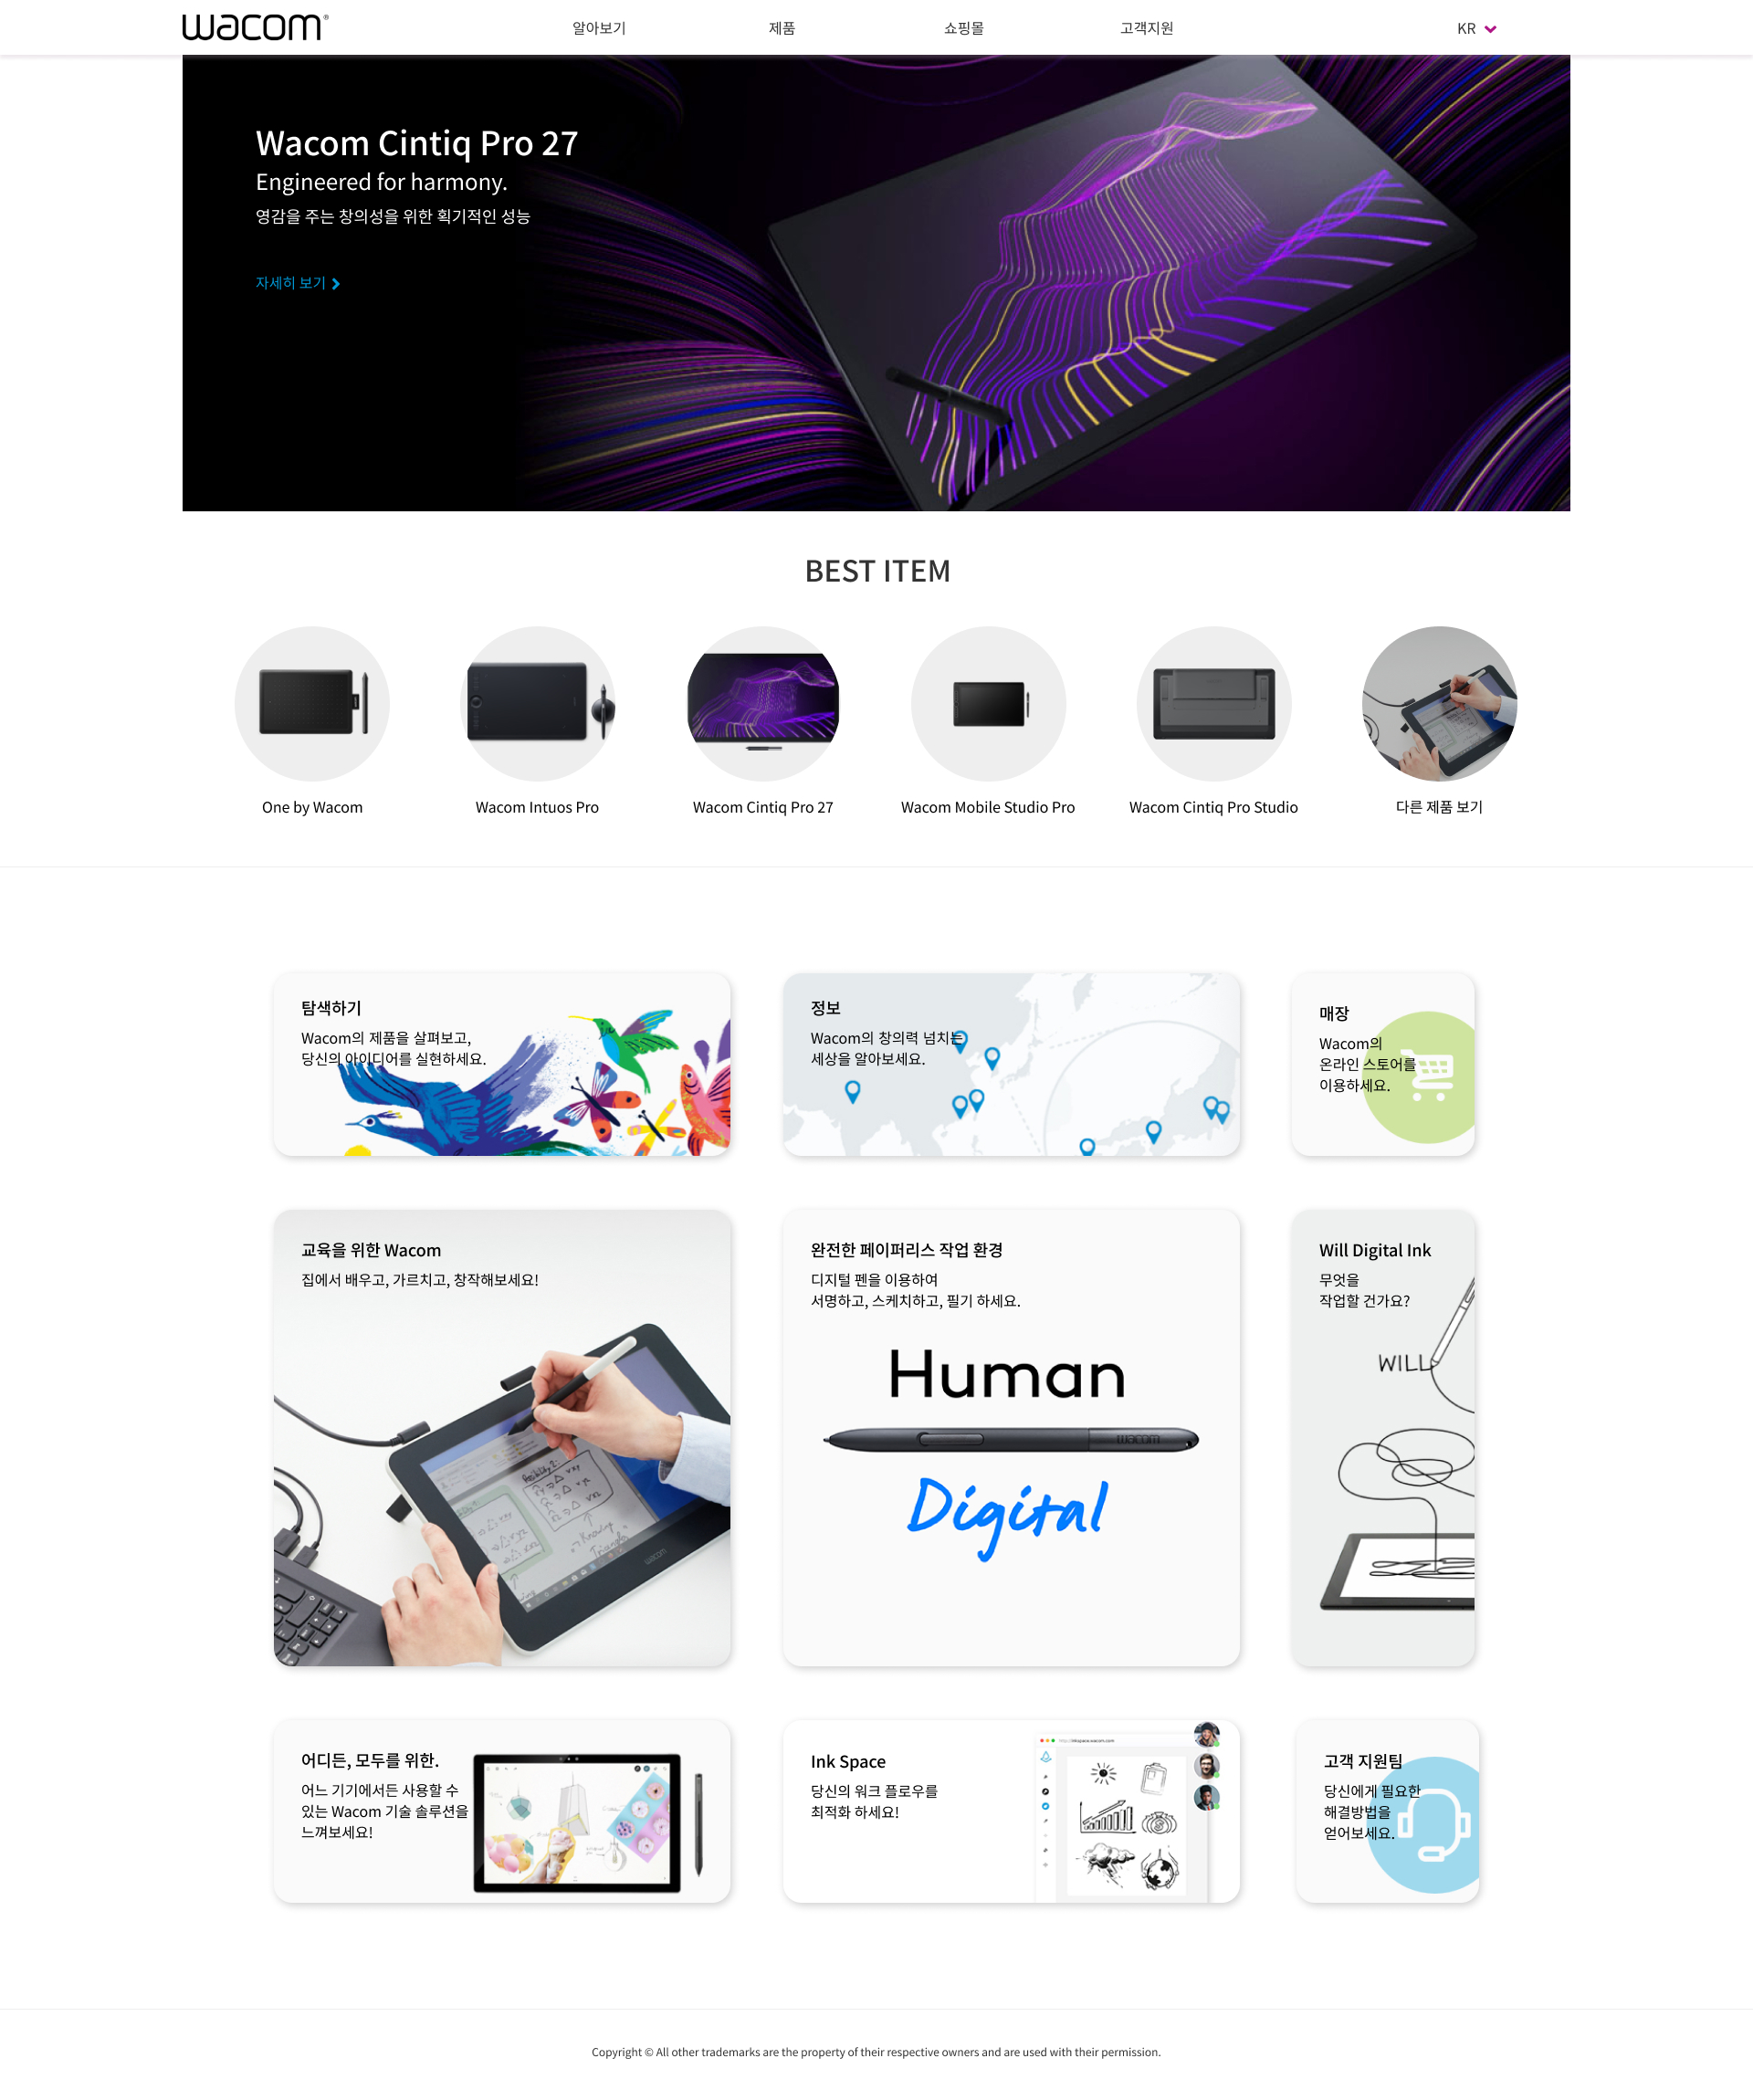 wacom®
알아보기
제품
쇼핑몰
고객지원
KR
Wacom Cintiq Pro 27
Engineered for harmony.
영감을 주는 창의성을 위한 획기적인 성능
자세히 보기
BEST ITEM
One by Wacom
Wacom Intuos Pro
Wacom Cintiq Pro 27
Wacom Mobile Studio Pro
Wacom Cintiq Pro Studio
다른 제품 보기
탐색하기
Wacom의 제품을 살펴보고,
당신의 아이디어를 실현하세요.
정보
Wacom의 창의력 넘치는
세상을 알아보세요.
매장
Wacom의
온라인 스토어를
이용하세요.
교육을 위한 Wacom
집에서 배우고, 가르치고, 창작해보세요!
wacom
완전한 페이퍼리스 작업 환경
디지털 펜을 이용하여
서명하고, 스케치하고, 필기 하세요.
Human
wacom
Digital
Will Digital Ink
무엇을
작업할 건가요?
WILL
어디든, 모두를 위한.
어느 기기에서든 사용할 수
있는 Wacom 기술 솔루션을
느껴보세요!
Ink Space
당신의 워크 플로우를
최적화 하세요!
고객 지원팀
당신에게 필요한
해결방법을
얻어보세요.
Copyright © All other trademarks are the property of their respective owners and are used with their permission.